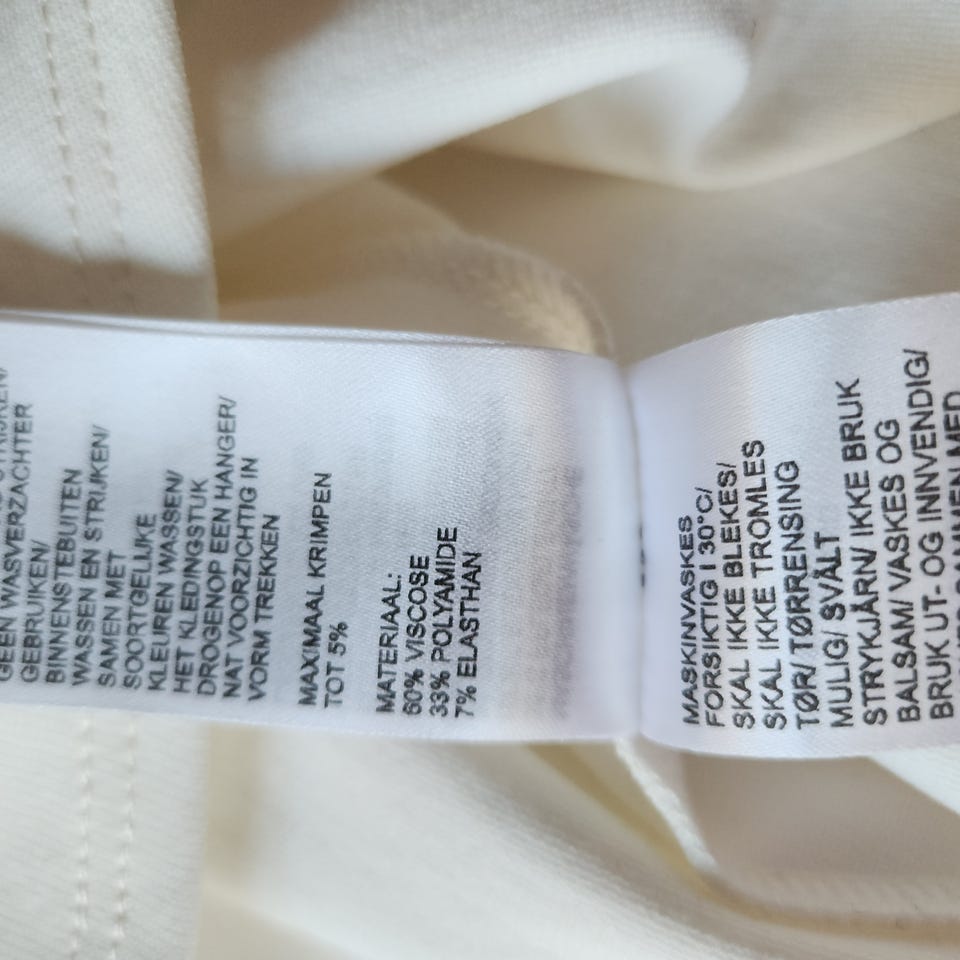 GEEN WASVERZACHTER
GEBRUIKEN/
BINNENSTEBUITEN
WASSEN EN STRIJKEN/
SAMEN MET
SOORTGELIJKE
KLEUREN WASSEN/
HET KLEDINGSTUK
DROGENOP EEN HANGER/
NAT VOORZICHTIG IN
VORM TREKKEN
MAXIMAAL KRIMPEN
TOT 5%
MATERIAAL:
60% VISCOSE
33% POLYAMIDE
7% ELASTHAN
MASKINVASKES
FORSIKTIG I 30°C/
SKAL IKKE BLEKES/
SKAL IKKE TROMLES
TØR/ TØRRENSING
MULIG/ SVALT
STRYKJÅRN/ IKKE BRUK
BALSAM/ VASKES OG
BRUK UT- OG INNVENDIG/